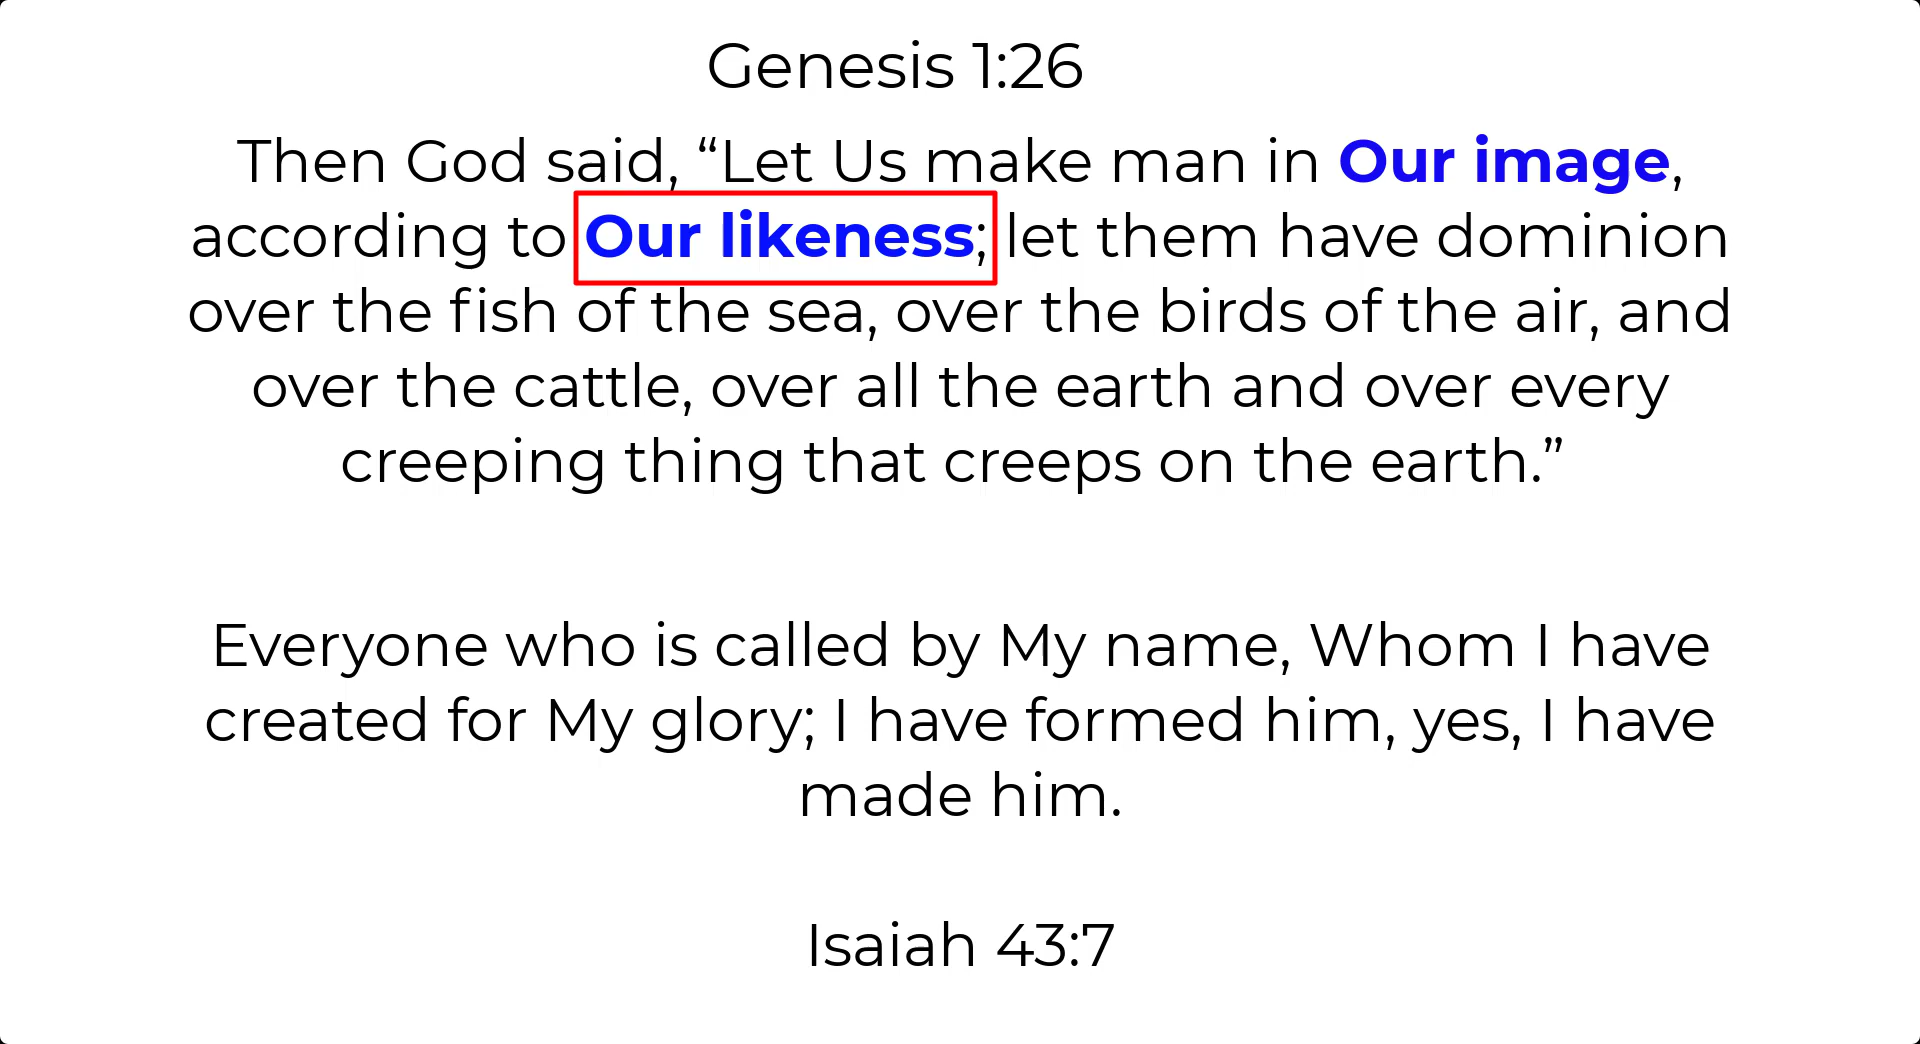 Genesis 1:26
Then God said, “Let Us make man in Our image,
according to Our likeness; let them have dominion
over the fish of the sea, over the birds of the air, and
over the cattle, over all the earth and over every
creeping thing that creeps on the earth.”
Everyone who is called by My name, Whom I have
created for My glory; I have formed him, yes, I have
made him.
Isaiah 43:7